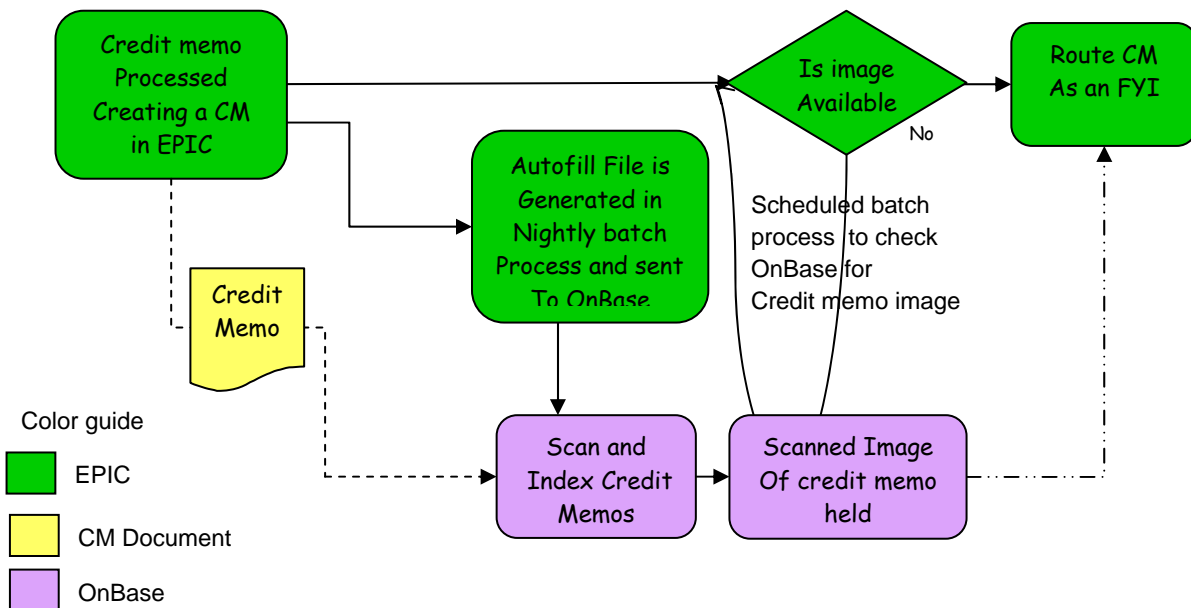 Credit memo
Processed
Creating a CM
in EPIC
Is image
Available
No
Route CM
As an FYI
Autofill File is
Generated in
Nightly batch
Process and sent
To OnBase
Scheduled batch
process to check
OnBase for
Credit memo image
Credit
Memo
Scan and
Index Credit
Memos
Scanned Image
Of credit memo
held
Color guide
EPIC
CM Document
OnBase